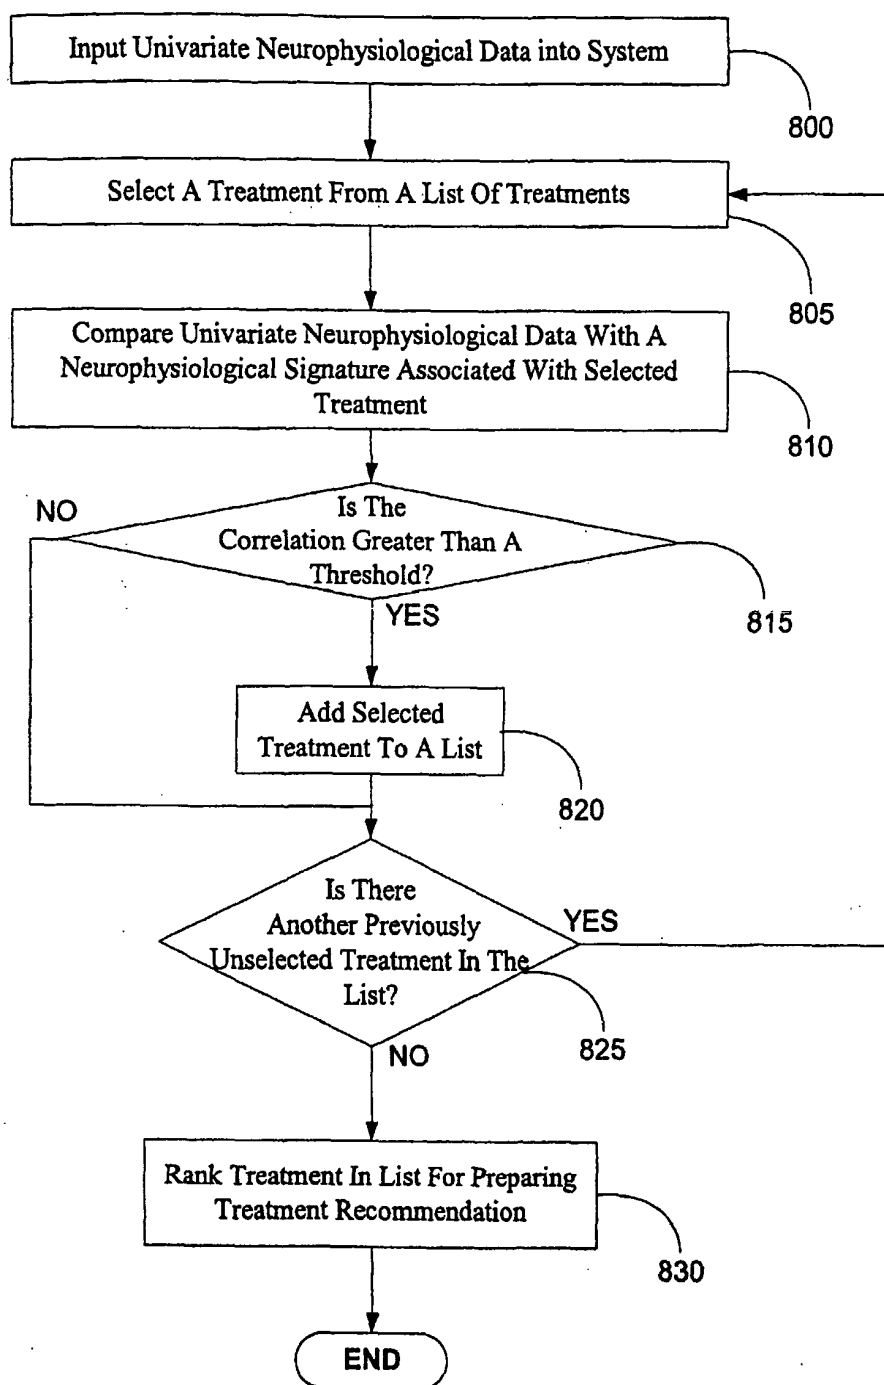 Input Univariate Neurophysiological Data into System
800
Select A Treatment From A List Of Treatments
805
Compare Univariate Neurophysiological Data With A
Neurophysiological Signature Associated With Selected
Treatment
810
NO
Is The
Correlation Greater Than A
Threshold?
815
YES
Add Selected
Treatment To A List
820
Is There
Another Previously
Unselected Treatment In The
List?
YES
825
NO
Rank Treatment In List For Preparing
Treatment Recommendation
830
END